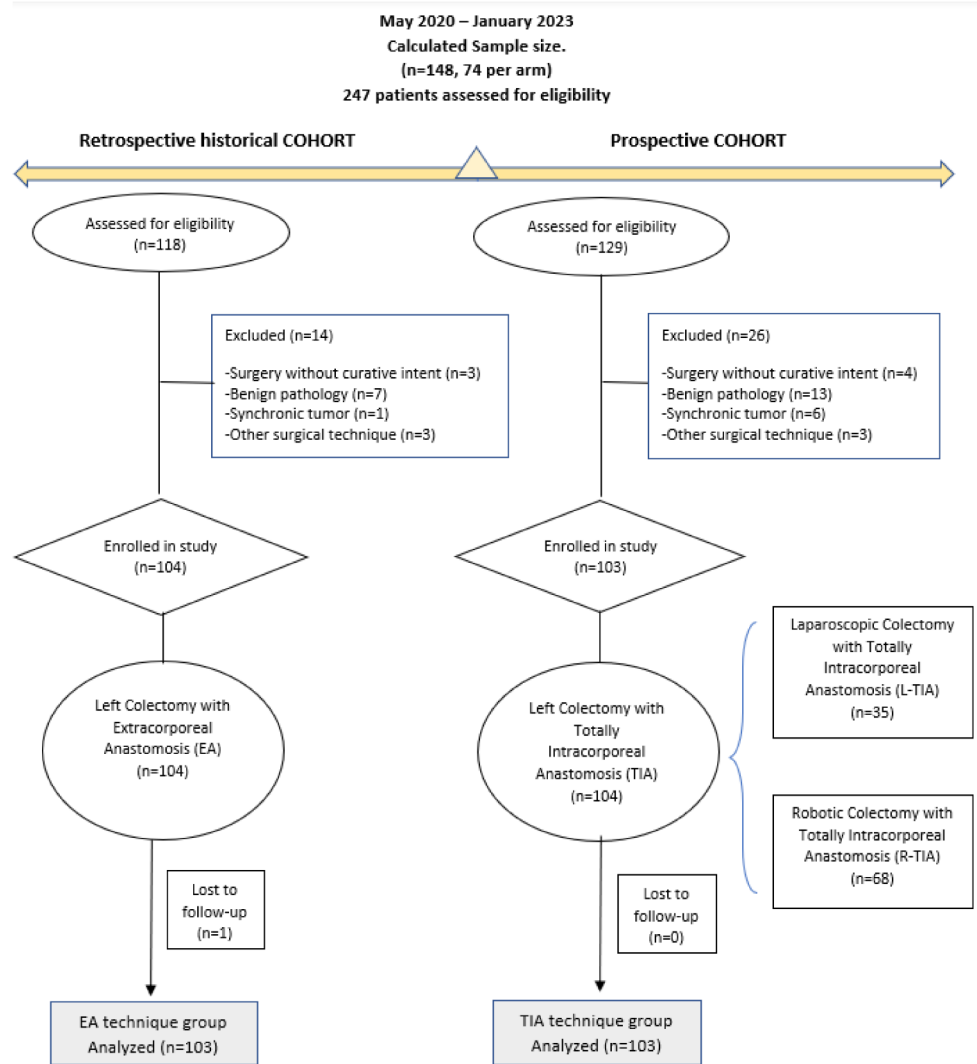 May 2020 – January 2023
Calculated Sample size.
(n=148, 74 per arm)
247 patients assessed for eligibility
Retrospective historical COHORT
Prospective COHORT
Assessed for eligibility
(n=118)
Assessed for eligibility
(n=129)
Excluded (n=14)
-Surgery without curative intent (n=3)
-Benign pathology (n=7)
-Synchronic tumor (n=1)
-Other surgical technique (n=3)
Excluded (n=26)
-Surgery without curative intent (n=4)
-Benign pathology (n=13)
-Synchronic tumor (n=6)
-Other surgical technique (n=3)
Enrolled in study
(n=104)
Enrolled in study
(n=103)
Left Colectomy with
Extracorporeal
Anastomosis (EA)
(n=104)
Left Colectomy with
Totally
Intracorporeal
Anastomosis (TIA)
(n=104)
Laparoscopic Colectomy
with Totally
Intracorporeal
Anastomosis (L-TIA)
(n=35)
Robotic Colectomy with
Totally Intracorporeal
Anastomosis (R-TIA)
(n=68)
Lost to
follow-up
(n=1)
Lost to
follow-up
(n=0)
EA technique group
Analyzed (n=103)
TIA technique group
Analyzed (n=103)